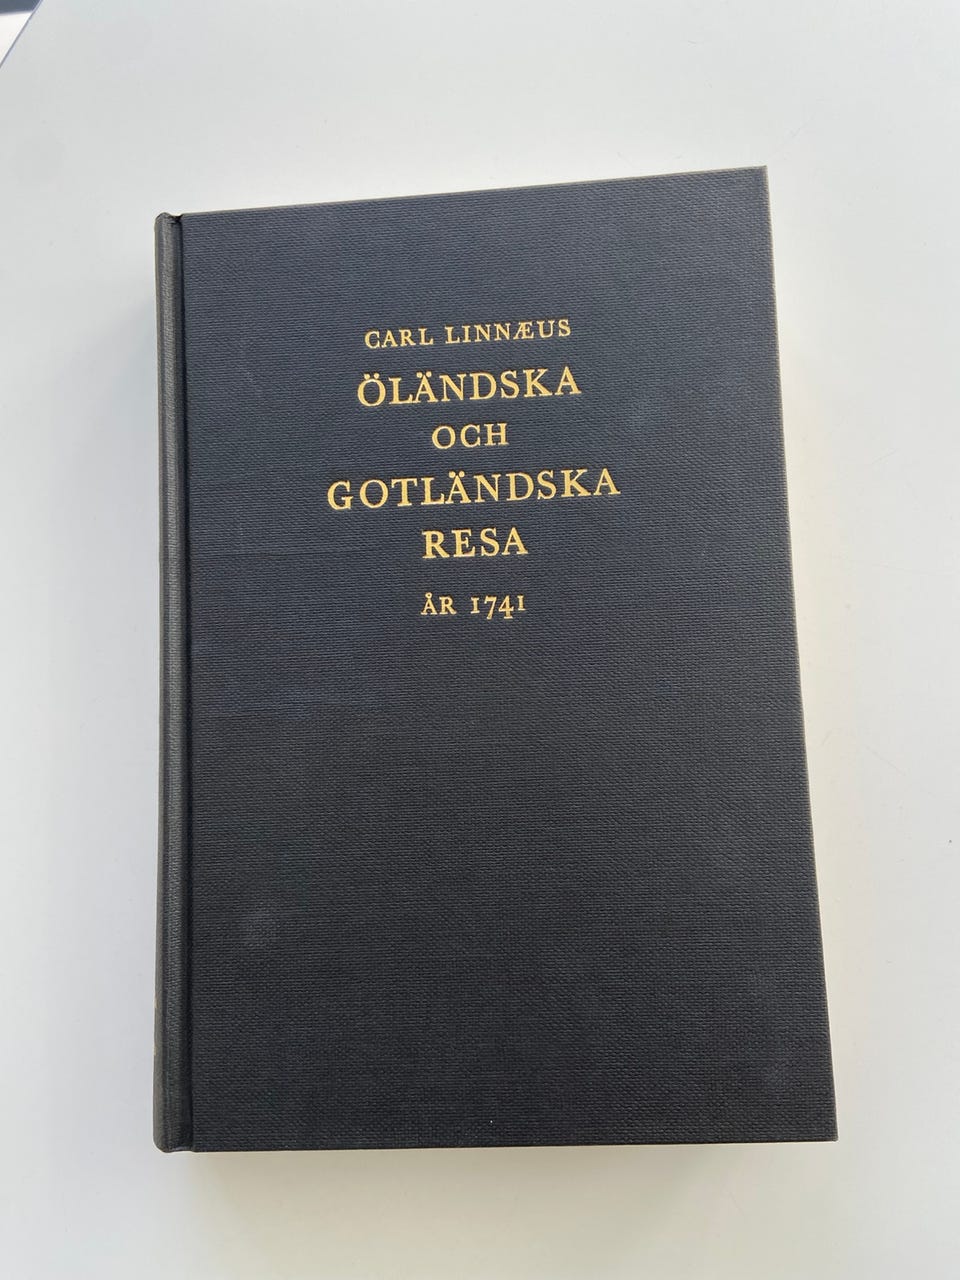 CARL LINNÆUS
ÖLÄNDSKA
OCH
GOTLÄNDSKA
RESA
ÅR 1741